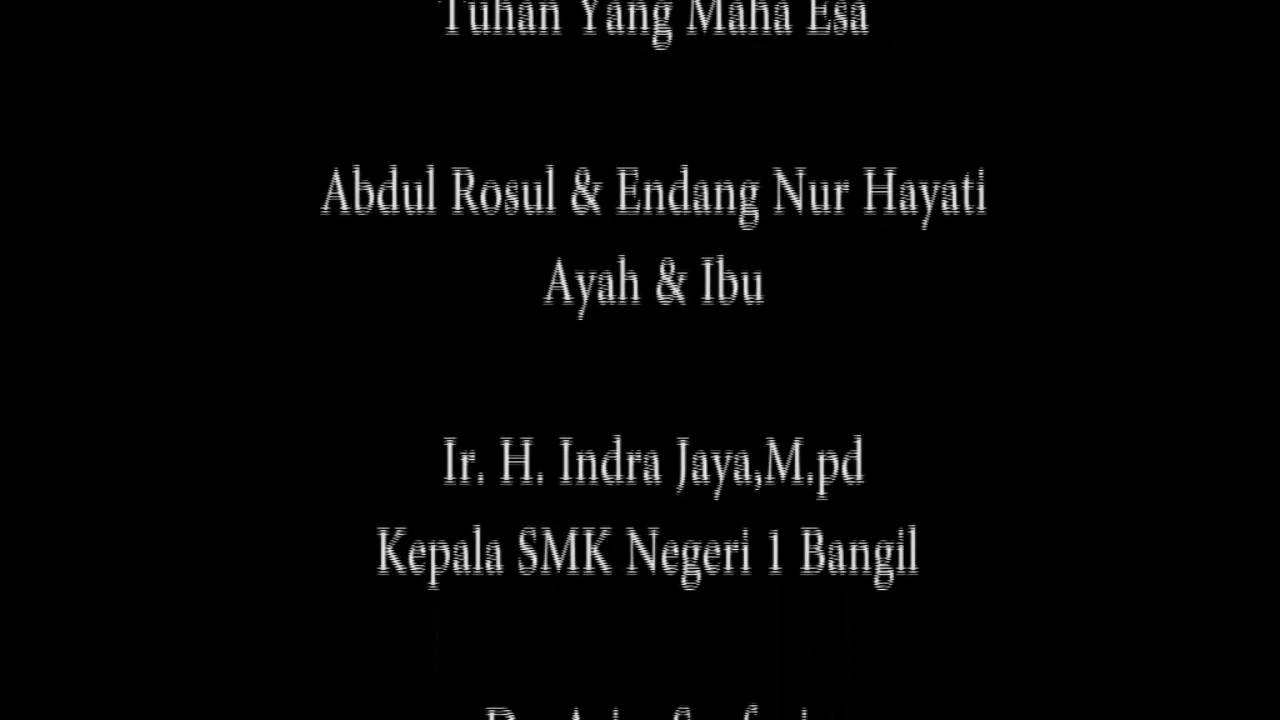 Tuhan Yang Maha Esa
Abdul Rosul & Endang Nur Hayati
Ayah & Ibu
Ir. H. Indra Jaya,M.pd
Kepala SMK Negeri 1 Bangil